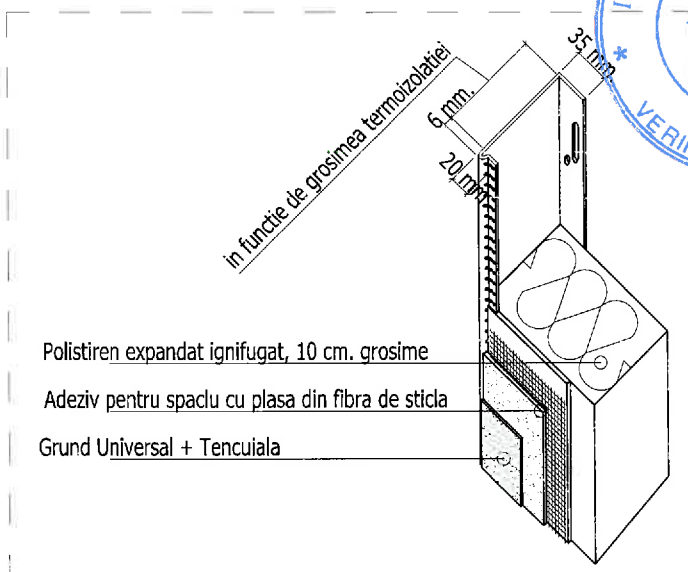 35 mm.
6 mm.
20 mm
in functie de grosimea termoizolatiei
Polistiren expandat ignifugat, 10 cm. grosime
Adeziv pentru spaclu cu plasa din fibra de sticla
Grund Universal + Tencuiala